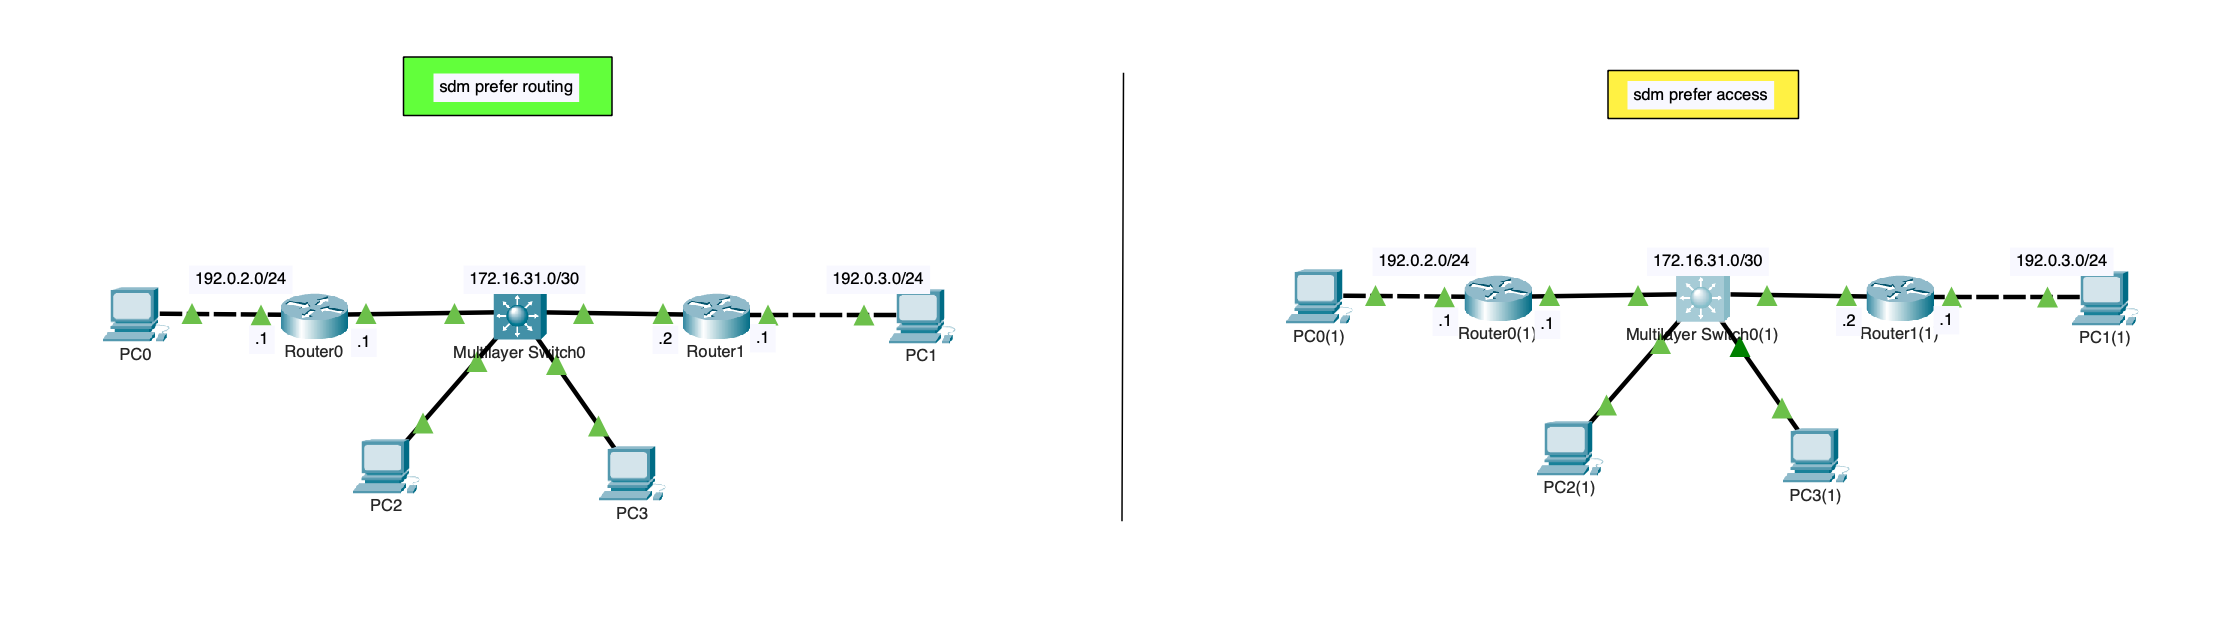 sdm prefer routing
192.0.2.0/24
172.16.31.0/30
192.0.3.0/24
.1
.1
.2
.1
PC0
Router0
Multilayer Switch0
Router1
PC1
PC2
PC3
sdm prefer access
192.0.2.0/24
172.16.31.0/30
192.0.3.0/24
.1
.1
.2
.1
PC0(1)
Router0(1)
Multilayer Switch0(1)
Router1(1)
PC1(1)
PC2(1)
PC3(1)